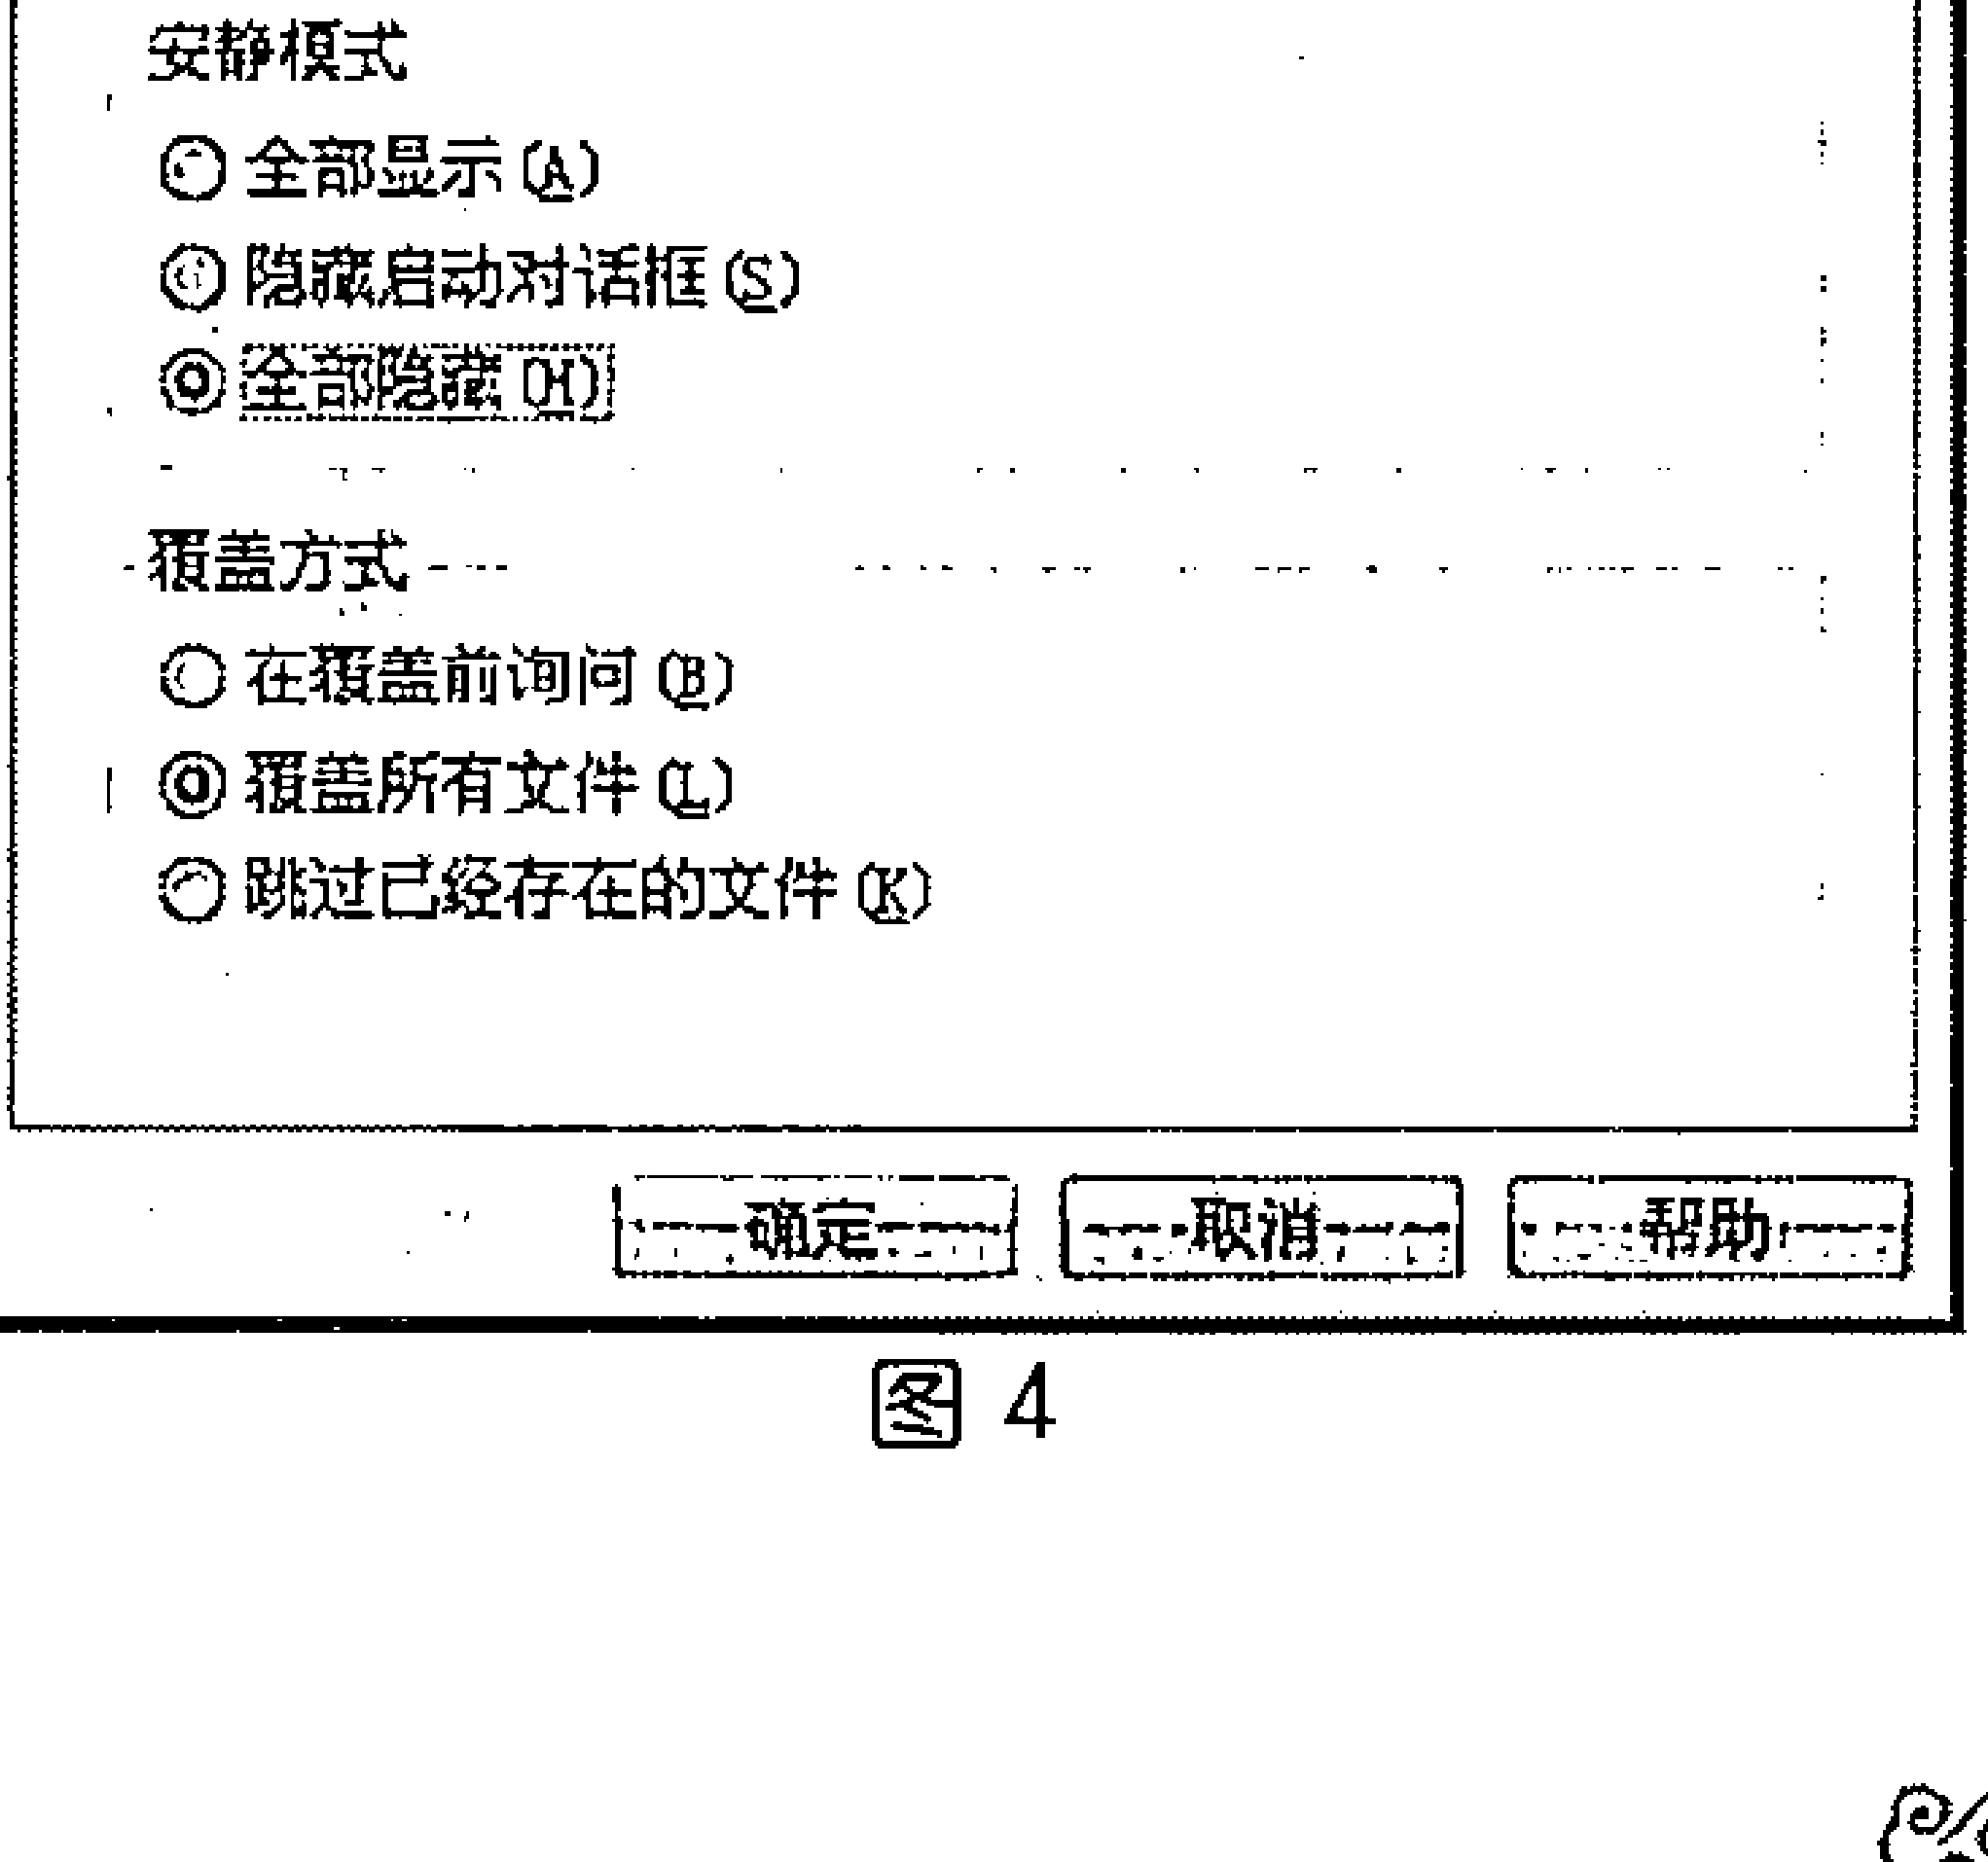 安静模式
全部显示(A)
隐藏启动对话框(S)
全部隐藏(H)
覆盖方式
在覆盖前询问(B)
覆盖所有文件(L)
跳过已经存在的文件(K)
确定 取消 帮助
图 4